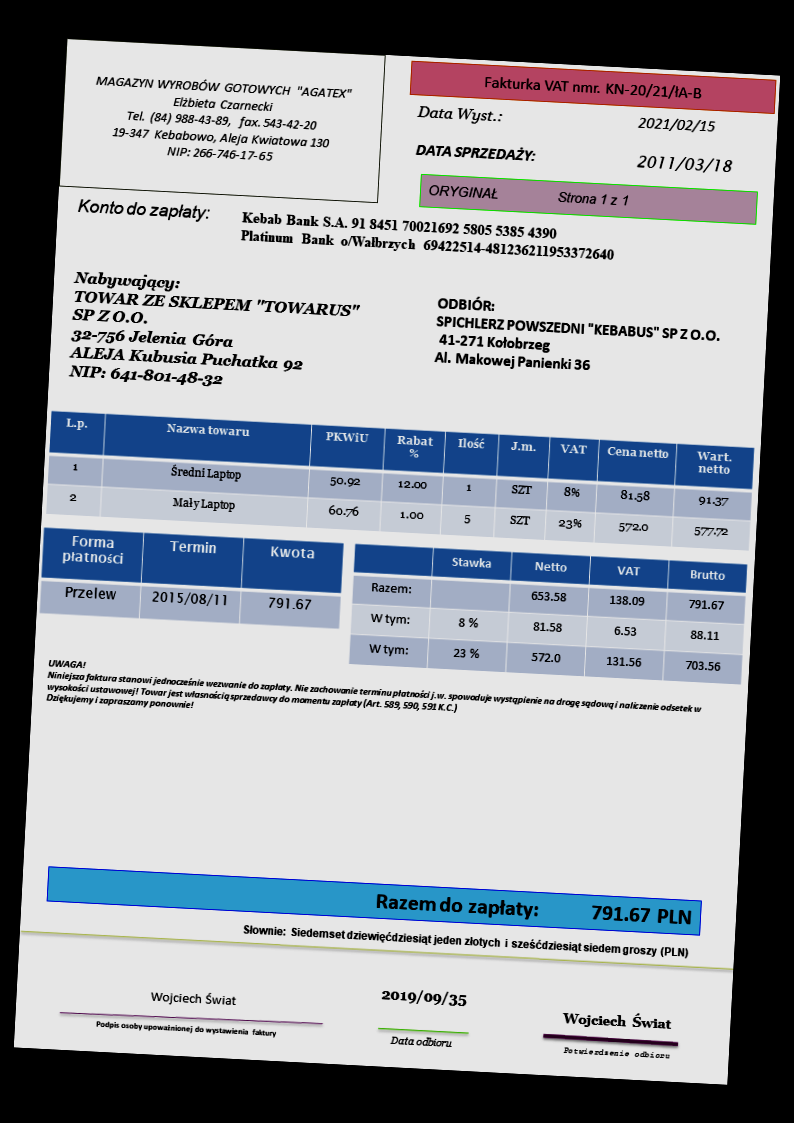 MAGAZYN WYROBÓW GOTOWYCH "AGATEX"
Elżbieta Czarnecki
Tel. (84) 988-43-89, fax. 543-42-20
19-347 Kebabowo, Aleja Kwiatowa 130
NIP: 266-746-17-65
Fakturka VAT nmr. KN-20/21/IA-B
Data Wyst.: 2021/02/15
DATA SPRZEDAŻY: 2011/03/18
ORYGINAŁ Strona 1 z 1
Konto do zapłaty: Kebab Bank S.A. 91 8451 70021692 5805 5385 4390
Platinum Bank o/Wałbrzych 69422514-481236211953372640
Nabywający:
TOWAR ZE SKLEPEM "TOWARUS"
SP Z O.O.
32-756 Jelenia Góra
ALEJA Kubusia Puchatka 92
NIP: 641-801-48-32
ODBIÓR:
SPICHLERZ POWSZEDNI "KEBABUS" SP Z O.O.
41-271 Kołobrzeg
Al. Makowej Panienki 36
L.p. Nazwa towaru PKWiU Rabat % Ilość J.m. VAT Cena netto Wart. netto
1 Średni Laptop 50.92 12.00 1 SZT 8% 81.58 91.37
2 Mały Laptop 60.76 1.00 5 SZT 23% 572.0 577.72
Forma płatności Termin Kwota
Przelew 2015/08/11 791.67
Stawka Netto VAT Brutto
Razem: 653.58 138.09 791.67
W tym: 8 % 81.58 6.53 88.11
W tym: 23 % 572.0 131.56 703.56
UWAGA!
Niniejsza faktura stanowi jednocześnie wezwanie do zapłaty. Nie zachowanie terminu płatności j.w. spowoduje wystąpienie na drogę sądową i naliczenie odsetek w
wysokości ustawowej! Towar jest własnością sprzedawcy do momentu zapłaty (Art. 589, 590, 591 K.C.)
Dziękujemy i zapraszamy ponownie!
Razem do zapłaty: 791.67 PLN
Słownie: Siedemset dziewięćdziesiąt jeden złotych i sześćdziesiąt siedem groszy (PLN)
Wojciech Świat
Podpis osoby upoważnionej do wystawienia faktury
2019/09/35
Data odbioru
Wojciech Świat
Potwierdzenie odbioru